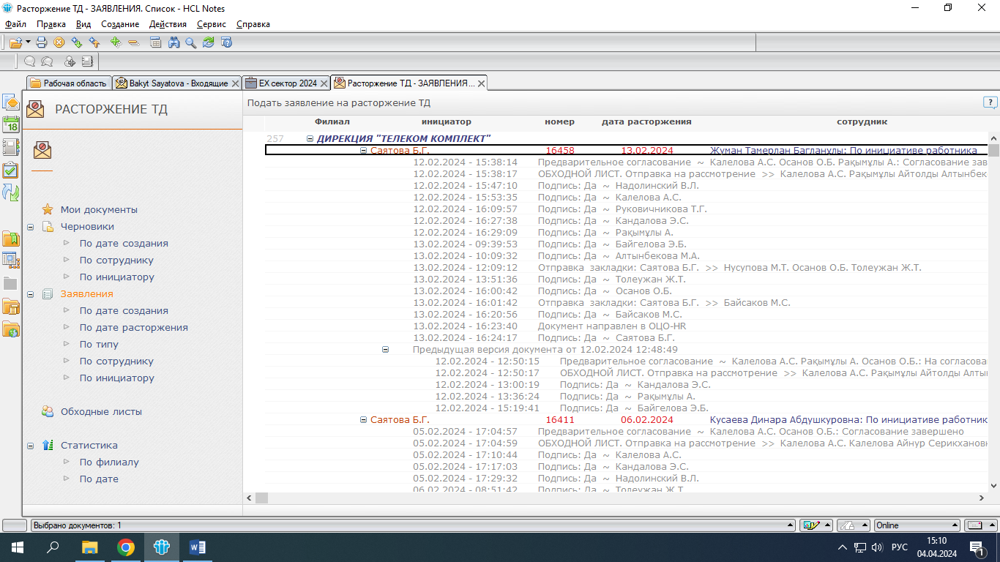 Расторжение ТД - ЗАЯВЛЕНИЯ. Список - HCL Notes
Файл Правка Вид Создание Действия Сервис Справка
Рабочая область Bakyt Sayatova - Входящие EX сектор 2024 Расторжение ТД - ЗАЯВЛЕНИЯ...
РАСТОРЖЕНИЕ ТД
Мои документы
Черновики
По дате создания
По сотруднику
По инициатору
Заявления
По дате создания
По дате расторжения
По типу
По сотруднику
По инициатору
Обходные листы
Статистика
По филиалу
По дате
Подать заявление на расторжение ТД
Филиал инициатор номер дата расторжения сотрудник
257 ДИРЕКЦИЯ "ТЕЛЕКОМ КОМПЛЕКТ"
Саятова Б.Г. 16458 13.02.2024 Жуман Тамерлан Бағланұлы: По инициативе работника
12.02.2024 - 15:38:14 Предварительное согласование ~ Калелова А.С. Осанов О.Б. Рақымұлы А.: Согласование зав
12.02.2024 - 15:38:17 ОБХОДНОЙ ЛИСТ. Отправка на рассмотрение >> Калелова А.С. Рақымұлы Айтолды Алтынбек
12.02.2024 - 15:47:10 Подпись: Да ~ Надолинский В.Л.
12.02.2024 - 15:53:35 Подпись: Да ~ Калелова А.С.
12.02.2024 - 16:09:57 Подпись: Да ~ Руковичникова Т.Г.
12.02.2024 - 16:27:38 Подпись: Да ~ Кандалова Э.С.
12.02.2024 - 16:29:09 Подпись: Да ~ Рақымұлы А.
13.02.2024 - 09:39:53 Подпись: Да ~ Байгелова Э.Б.
13.02.2024 - 10:09:32 Подпись: Да ~ Алтынбекова М.А.
13.02.2024 - 12:09:12 Отправка закладки: Саятова Б.Г. >> Нусупова М.Т. Осанов О.Б. Толеужан Ж.Т.
13.02.2024 - 13:51:36 Подпись: Да ~ Толеужан Ж.Т.
13.02.2024 - 16:00:42 Подпись: Да ~ Осанов О.Б.
13.02.2024 - 16:01:42 Отправка закладки: Саятова Б.Г. >> Байсаков М.С.
13.02.2024 - 16:20:56 Подпись: Да ~ Байсаков М.С.
13.02.2024 - 16:23:40 Документ направлен в ОЦО-HR
13.02.2024 - 16:24:17 Подпись: Да ~ Саятова Б.Г.
Предыдущая версия документа от 12.02.2024 12:48:49
12.02.2024 - 12:50:15 Предварительное согласование ~ Калелова А.С. Рақымұлы А. Осанов О.Б.: На согласова
12.02.2024 - 12:50:17 ОБХОДНОЙ ЛИСТ. Отправка на рассмотрение >> Калелова А.С. Рақымұлы Айтолды Алтын
12.02.2024 - 13:00:19 Подпись: Да ~ Кандалова Э.С.
12.02.2024 - 13:36:24 Подпись: Да ~ Рақымұлы А.
12.02.2024 - 15:19:41 Подпись: Да ~ Байгелова Э.Б.
Саятова Б.Г. 16411 06.02.2024 Кусаева Динара Абдушкуровна: По инициативе работник
05.02.2024 - 17:04:57 Предварительное согласование ~ Калелова А.С. Осанов О.Б.: Согласование завершено
05.02.2024 - 17:04:59 ОБХОДНОЙ ЛИСТ. Отправка на рассмотрение >> Калелова А.С. Калелова Айнур Серикхановн
05.02.2024 - 17:10:44 Подпись: Да ~ Калелова А.С.
05.02.2024 - 17:17:03 Подпись: Да ~ Кандалова Э.С.
05.02.2024 - 17:29:32 Подпись: Да ~ Надолинский В.Л.
06.02.2024 - 08:51:42 Подпись: Да ~ Толеужан Ж.Т.
Выбрано документов: 1 Online
РУС 15:10
04.04.2024